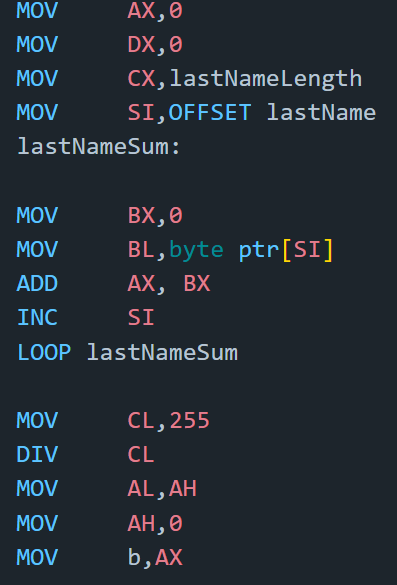 MOV AX,0
MOV DX,0
MOV CX,lastNameLength
MOV SI,OFFSET lastName
lastNameSum:
MOV BX,0
MOV BL,byte ptr[SI]
ADD AX, BX
INC SI
LOOP lastNameSum
MOV CL,255
DIV CL
MOV AL,AH
MOV AH,0
MOV b,AX